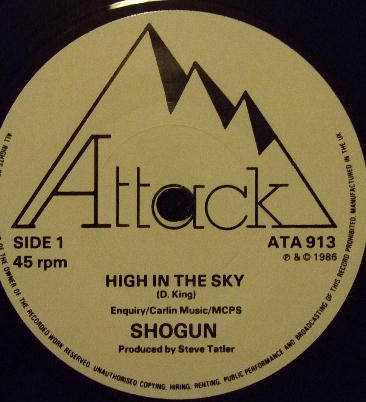 Attack
SIDE 1
45 rpm
ATA 913
℗ & © 1986
HIGH IN THE SKY
(D. King)
Enquiry/Carlin Music/MCPS
SHOGUN
Produced by Steve Tatler
ALL RIGHTS OF THE OWNER OF THE RECORDED WORK RESERVED. UNAUTHORISED COPYING, HIRING, RENTING, PUBLIC PERFORMANCE AND BROADCASTING OF THIS RECORD PROHIBITED. MANUFACTURED IN THE UK.